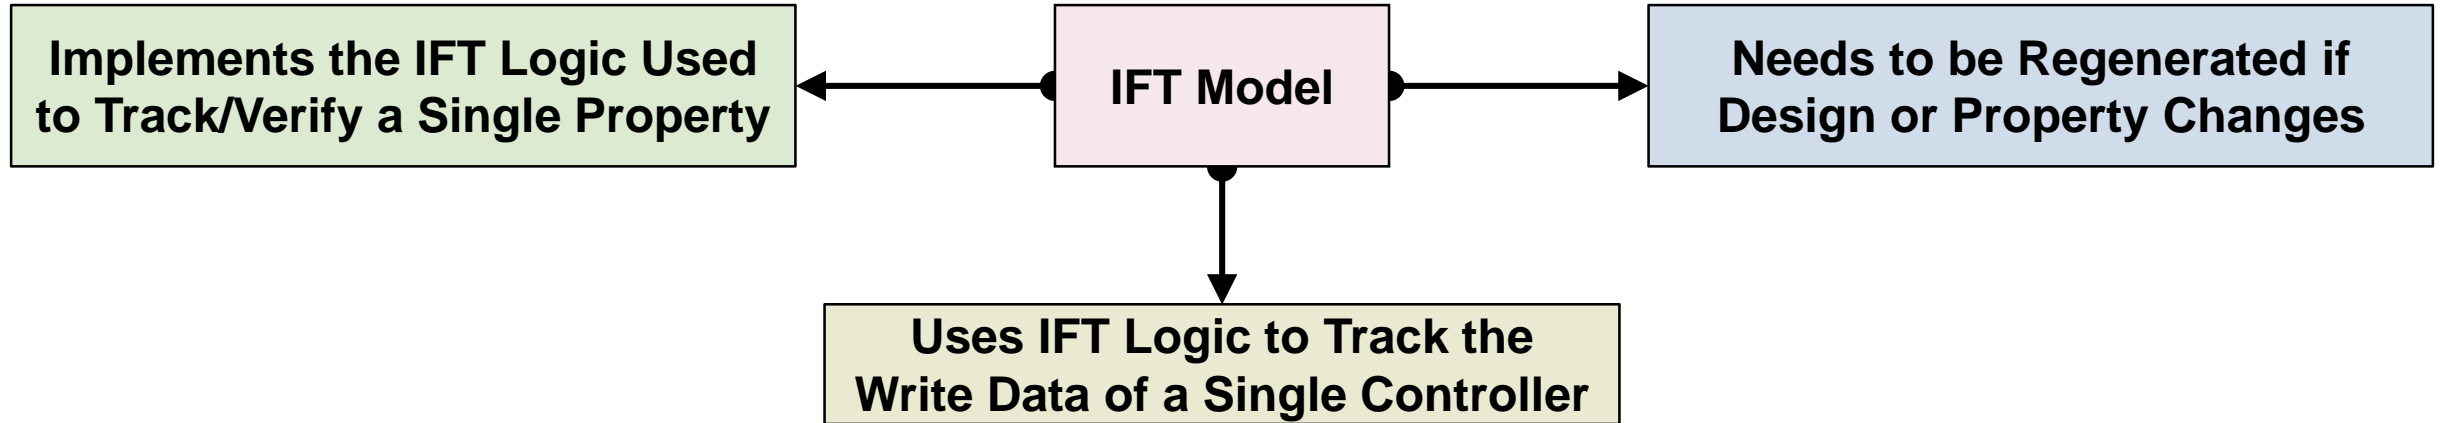 Implements the IFT Logic Used
to Track/Verify a Single Property
IFT Model
Needs to be Regenerated if
Design or Property Changes
Uses IFT Logic to Track the
Write Data of a Single Controller